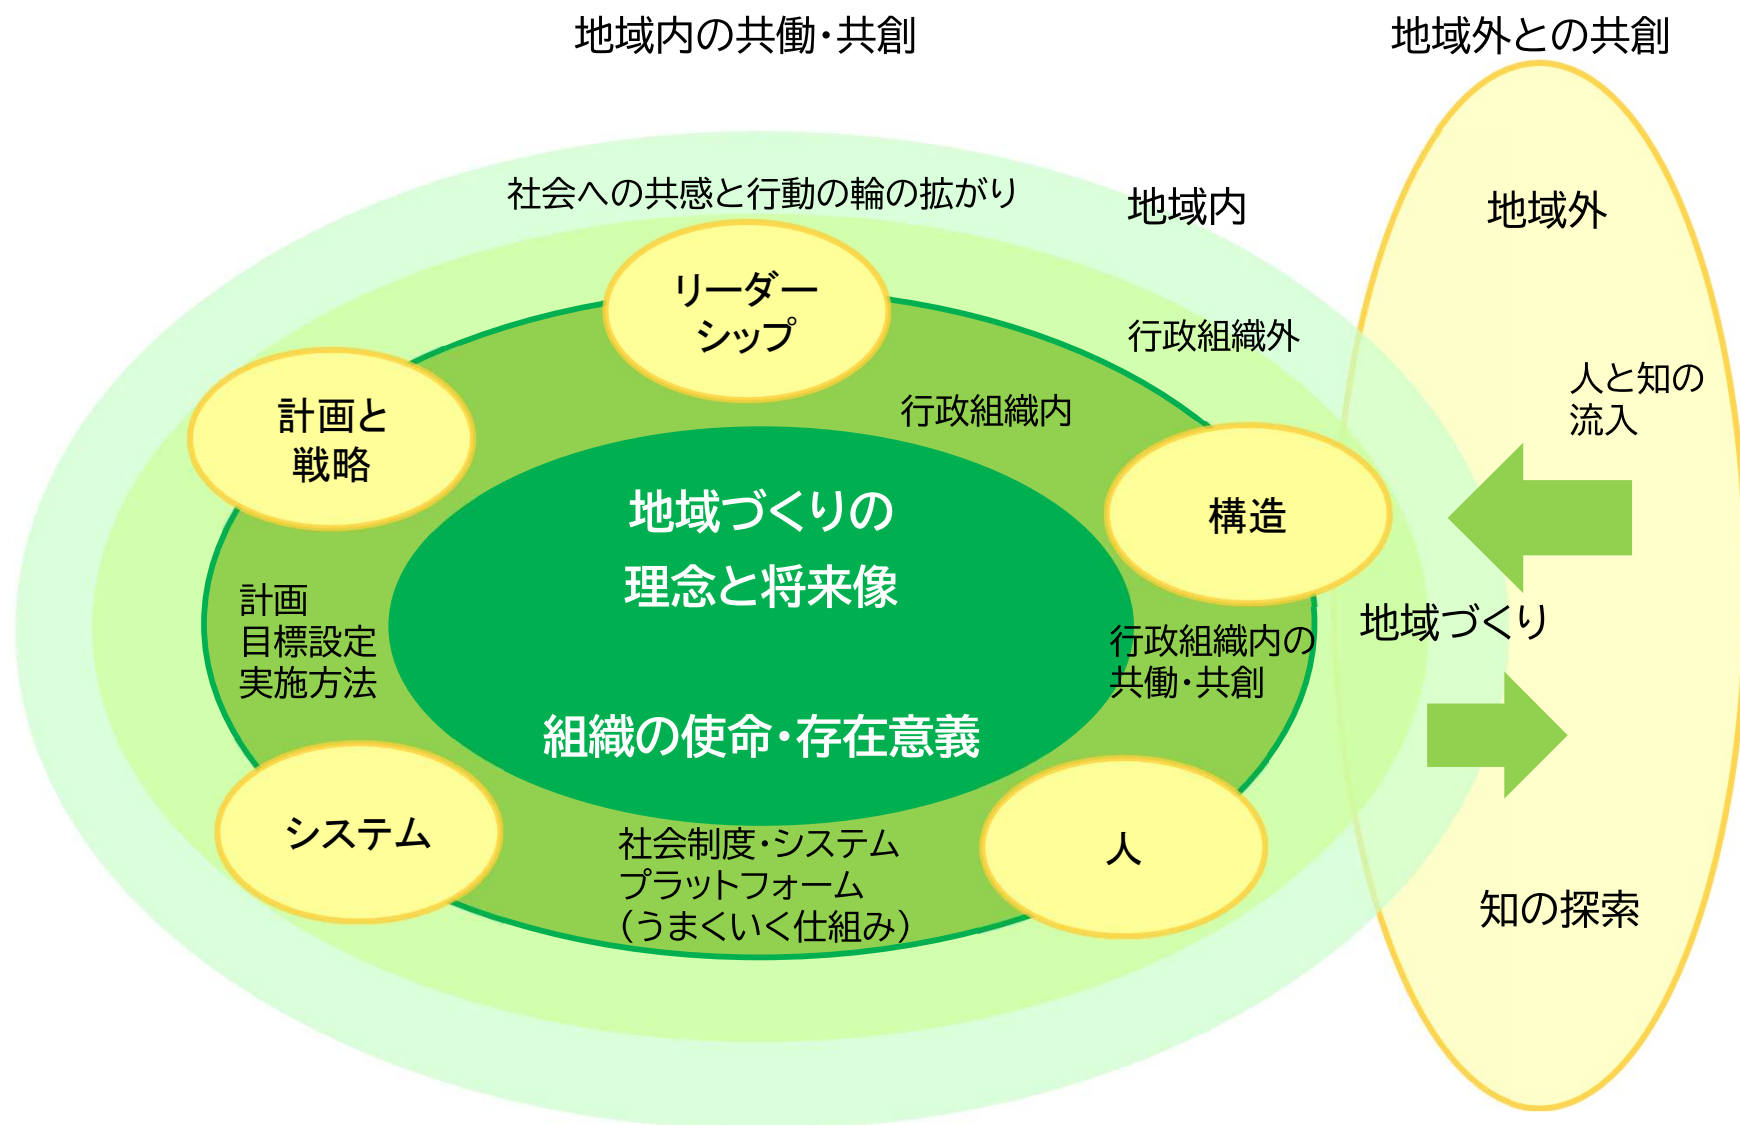 地域内の共働・共創
地域外との共創
社会への共感と行動の輪の拡がり
地域内
地域外
リーダー
シップ
行政組織外
人と知の
流入
計画と
戦略
行政組織内
構造
地域づくりの
理念と将来像
組織の使命・存在意義
計画
目標設定
実施方法
行政組織内の
共働・共創
地域づくり
システム
社会制度・システム
プラットフォーム
（うまくいく仕組み）
人
知の探索